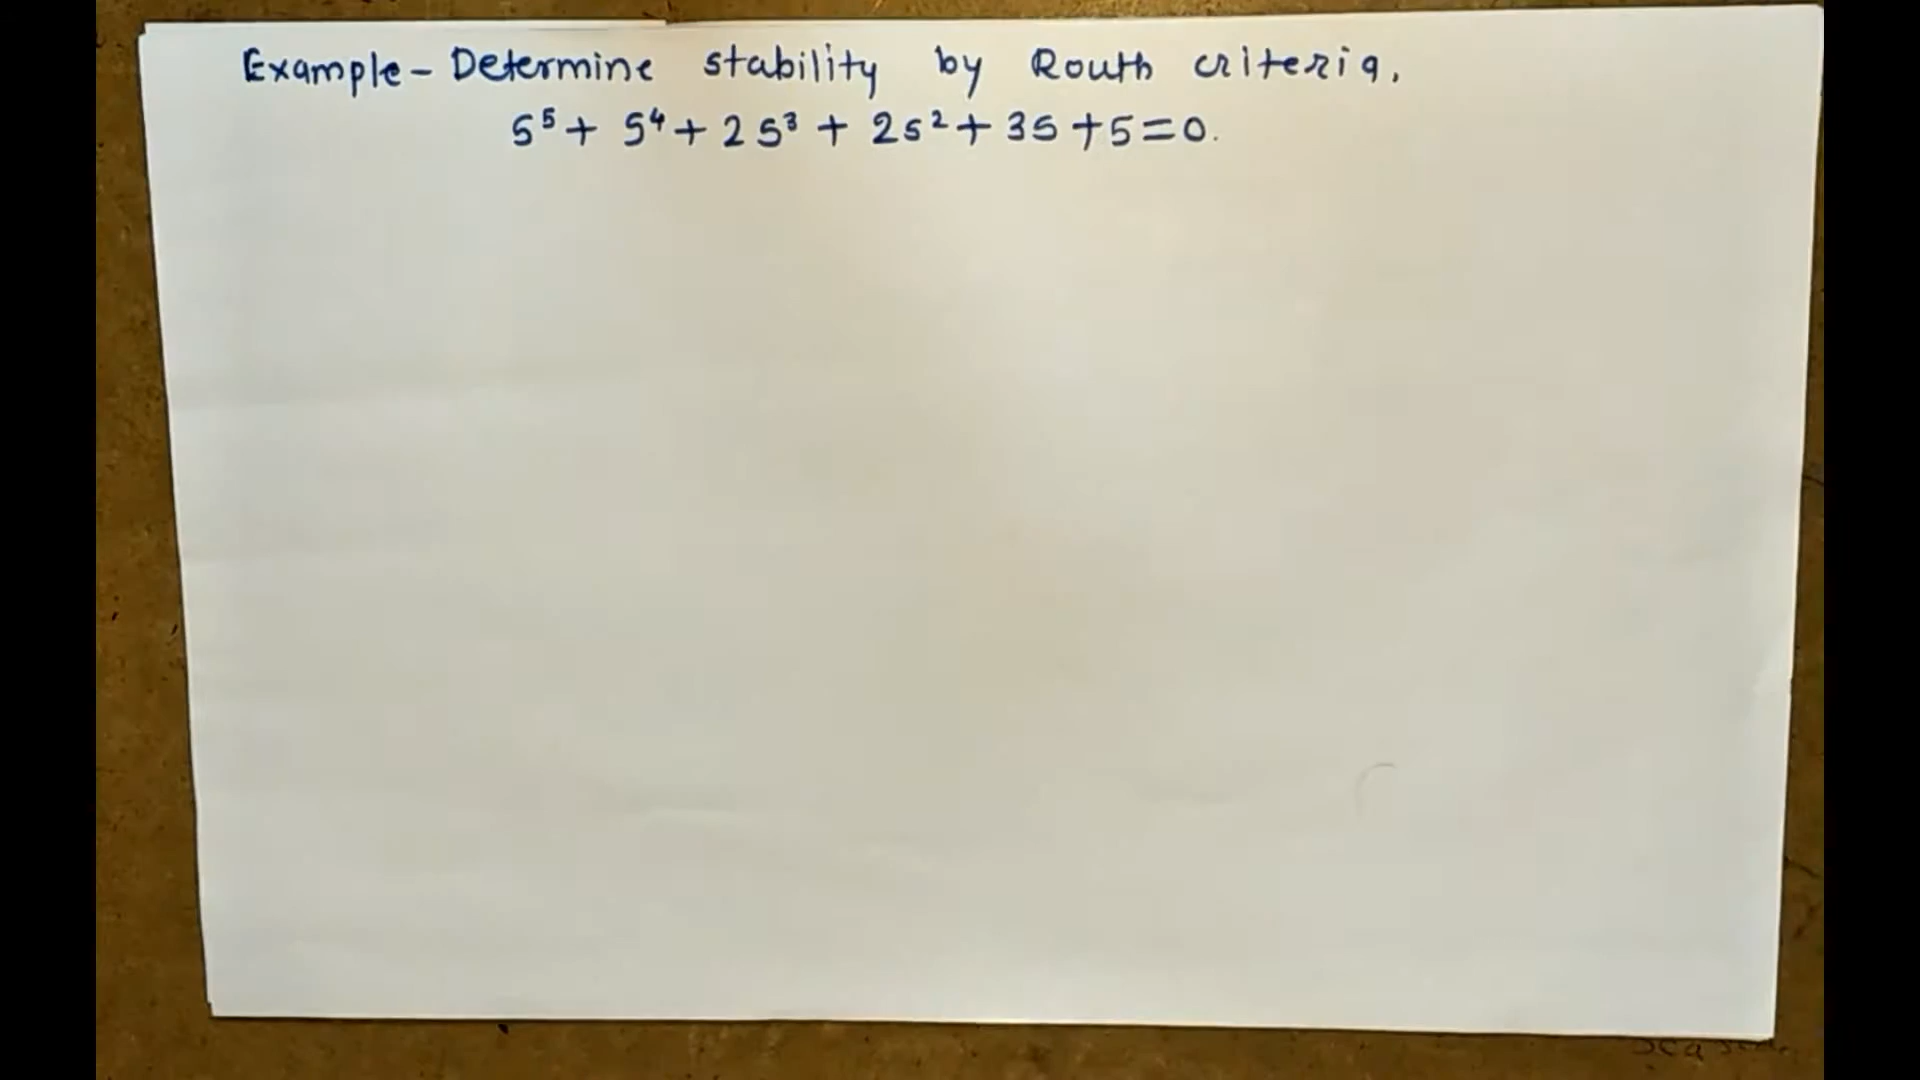 Example - Determine stability by Routh criteria.
s⁵ + s⁴ + 2s³ + 2s² + 3s + 5 = 0.